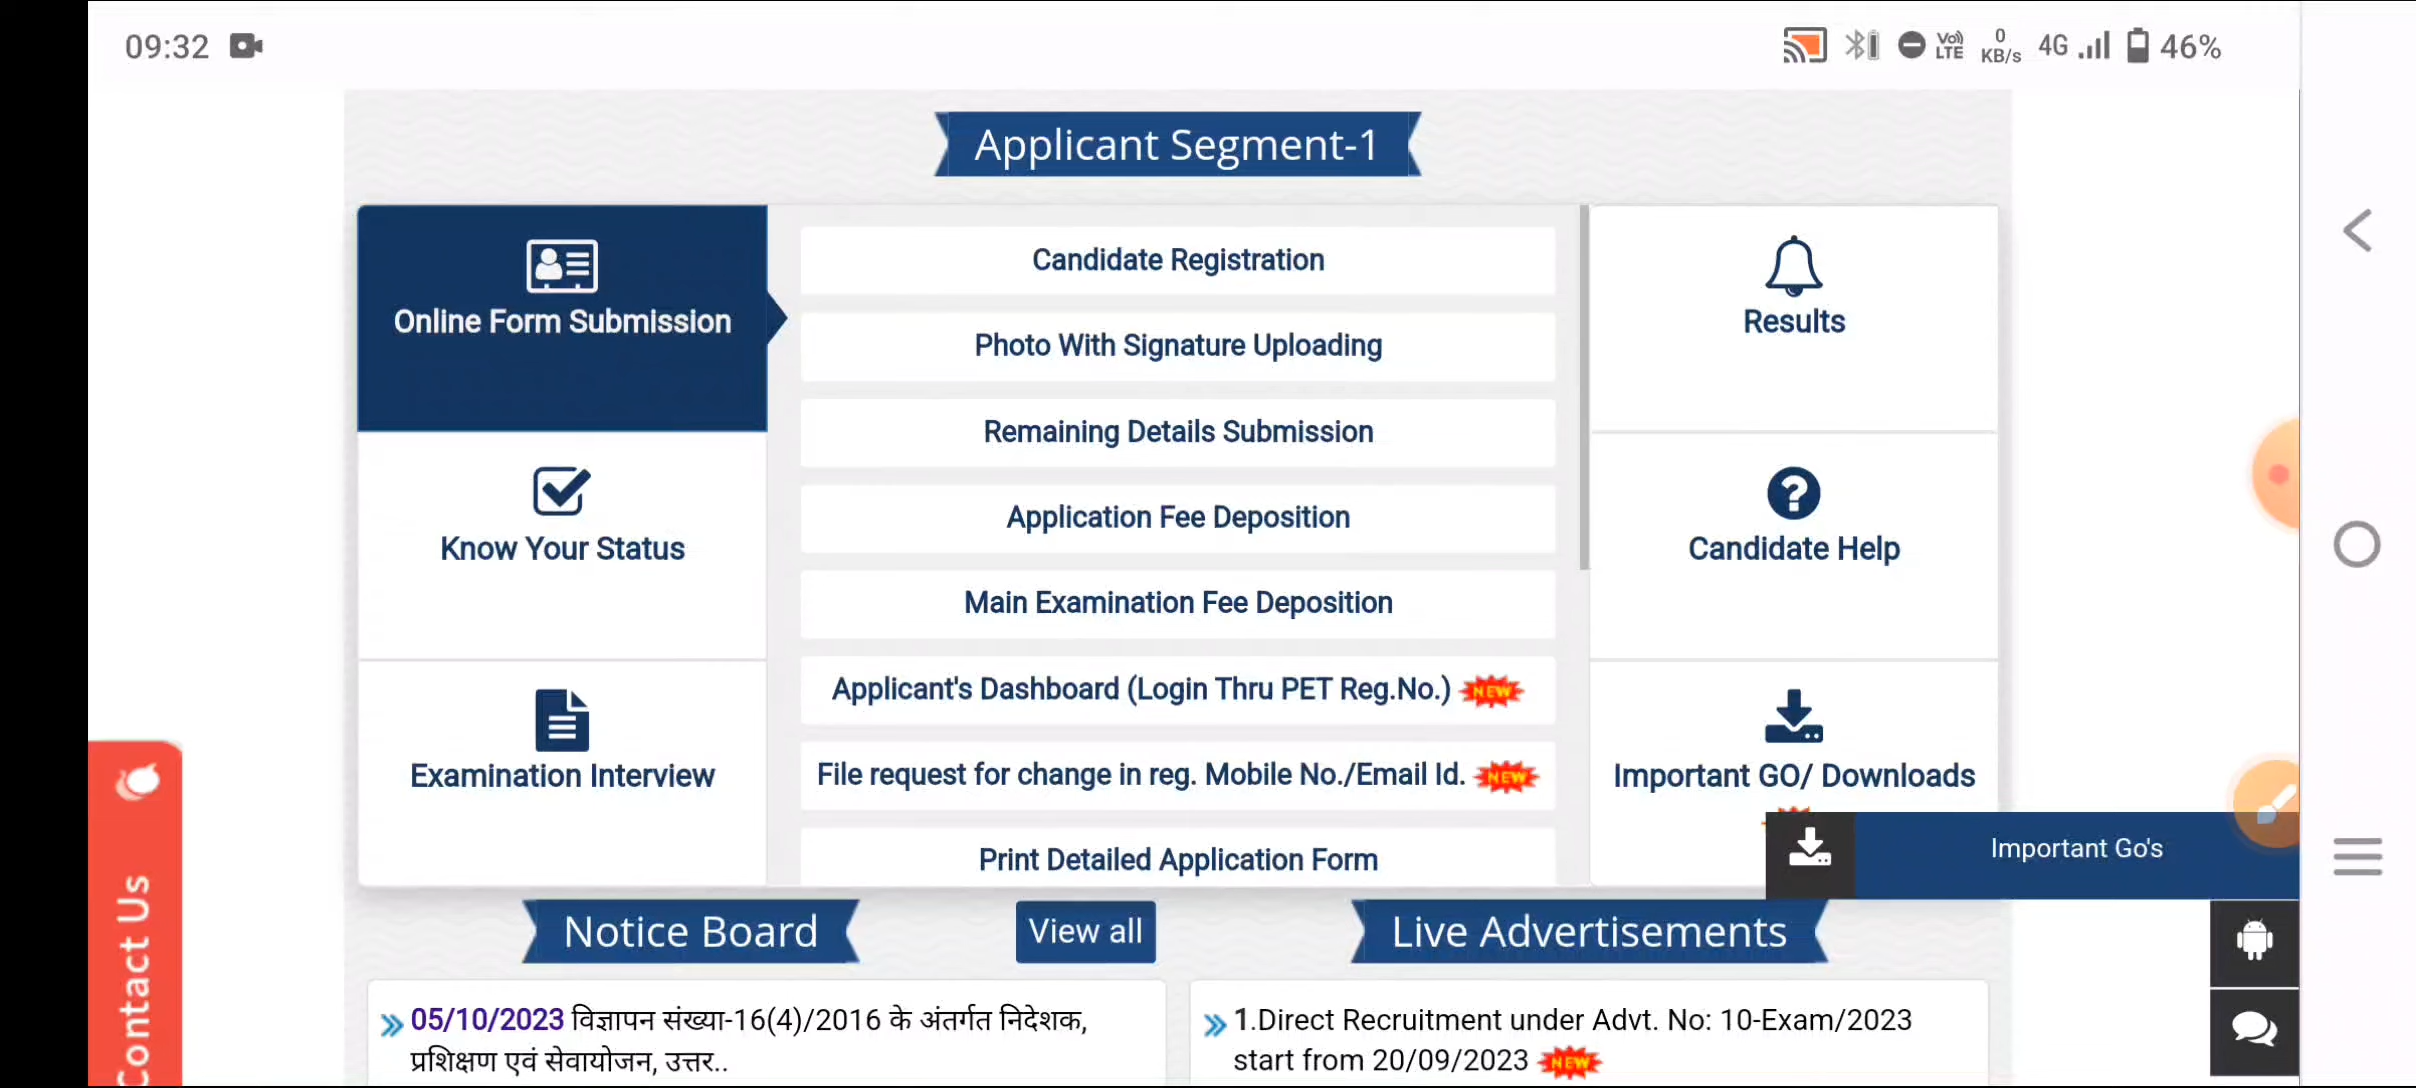 09:32
Vo) LTE
0 KB/s
4G
46%
Applicant Segment-1
Online Form Submission
Know Your Status
Examination Interview
Candidate Registration
Photo With Signature Uploading
Remaining Details Submission
Application Fee Deposition
Main Examination Fee Deposition
Applicant's Dashboard (Login Thru PET Reg.No.) NEW
File request for change in reg. Mobile No./Email Id. NEW
Print Detailed Application Form
Results
Candidate Help
Important GO/ Downloads
Important Go's
Contact Us
Notice Board
View all
Live Advertisements
05/10/2023 विज्ञापन संख्या-16(4)/2016 के अंतर्गत निदेशक,
प्रशिक्षण एवं सेवायोजन, उत्तर..
1.Direct Recruitment under Advt. No: 10-Exam/2023
start from 20/09/2023 NEW